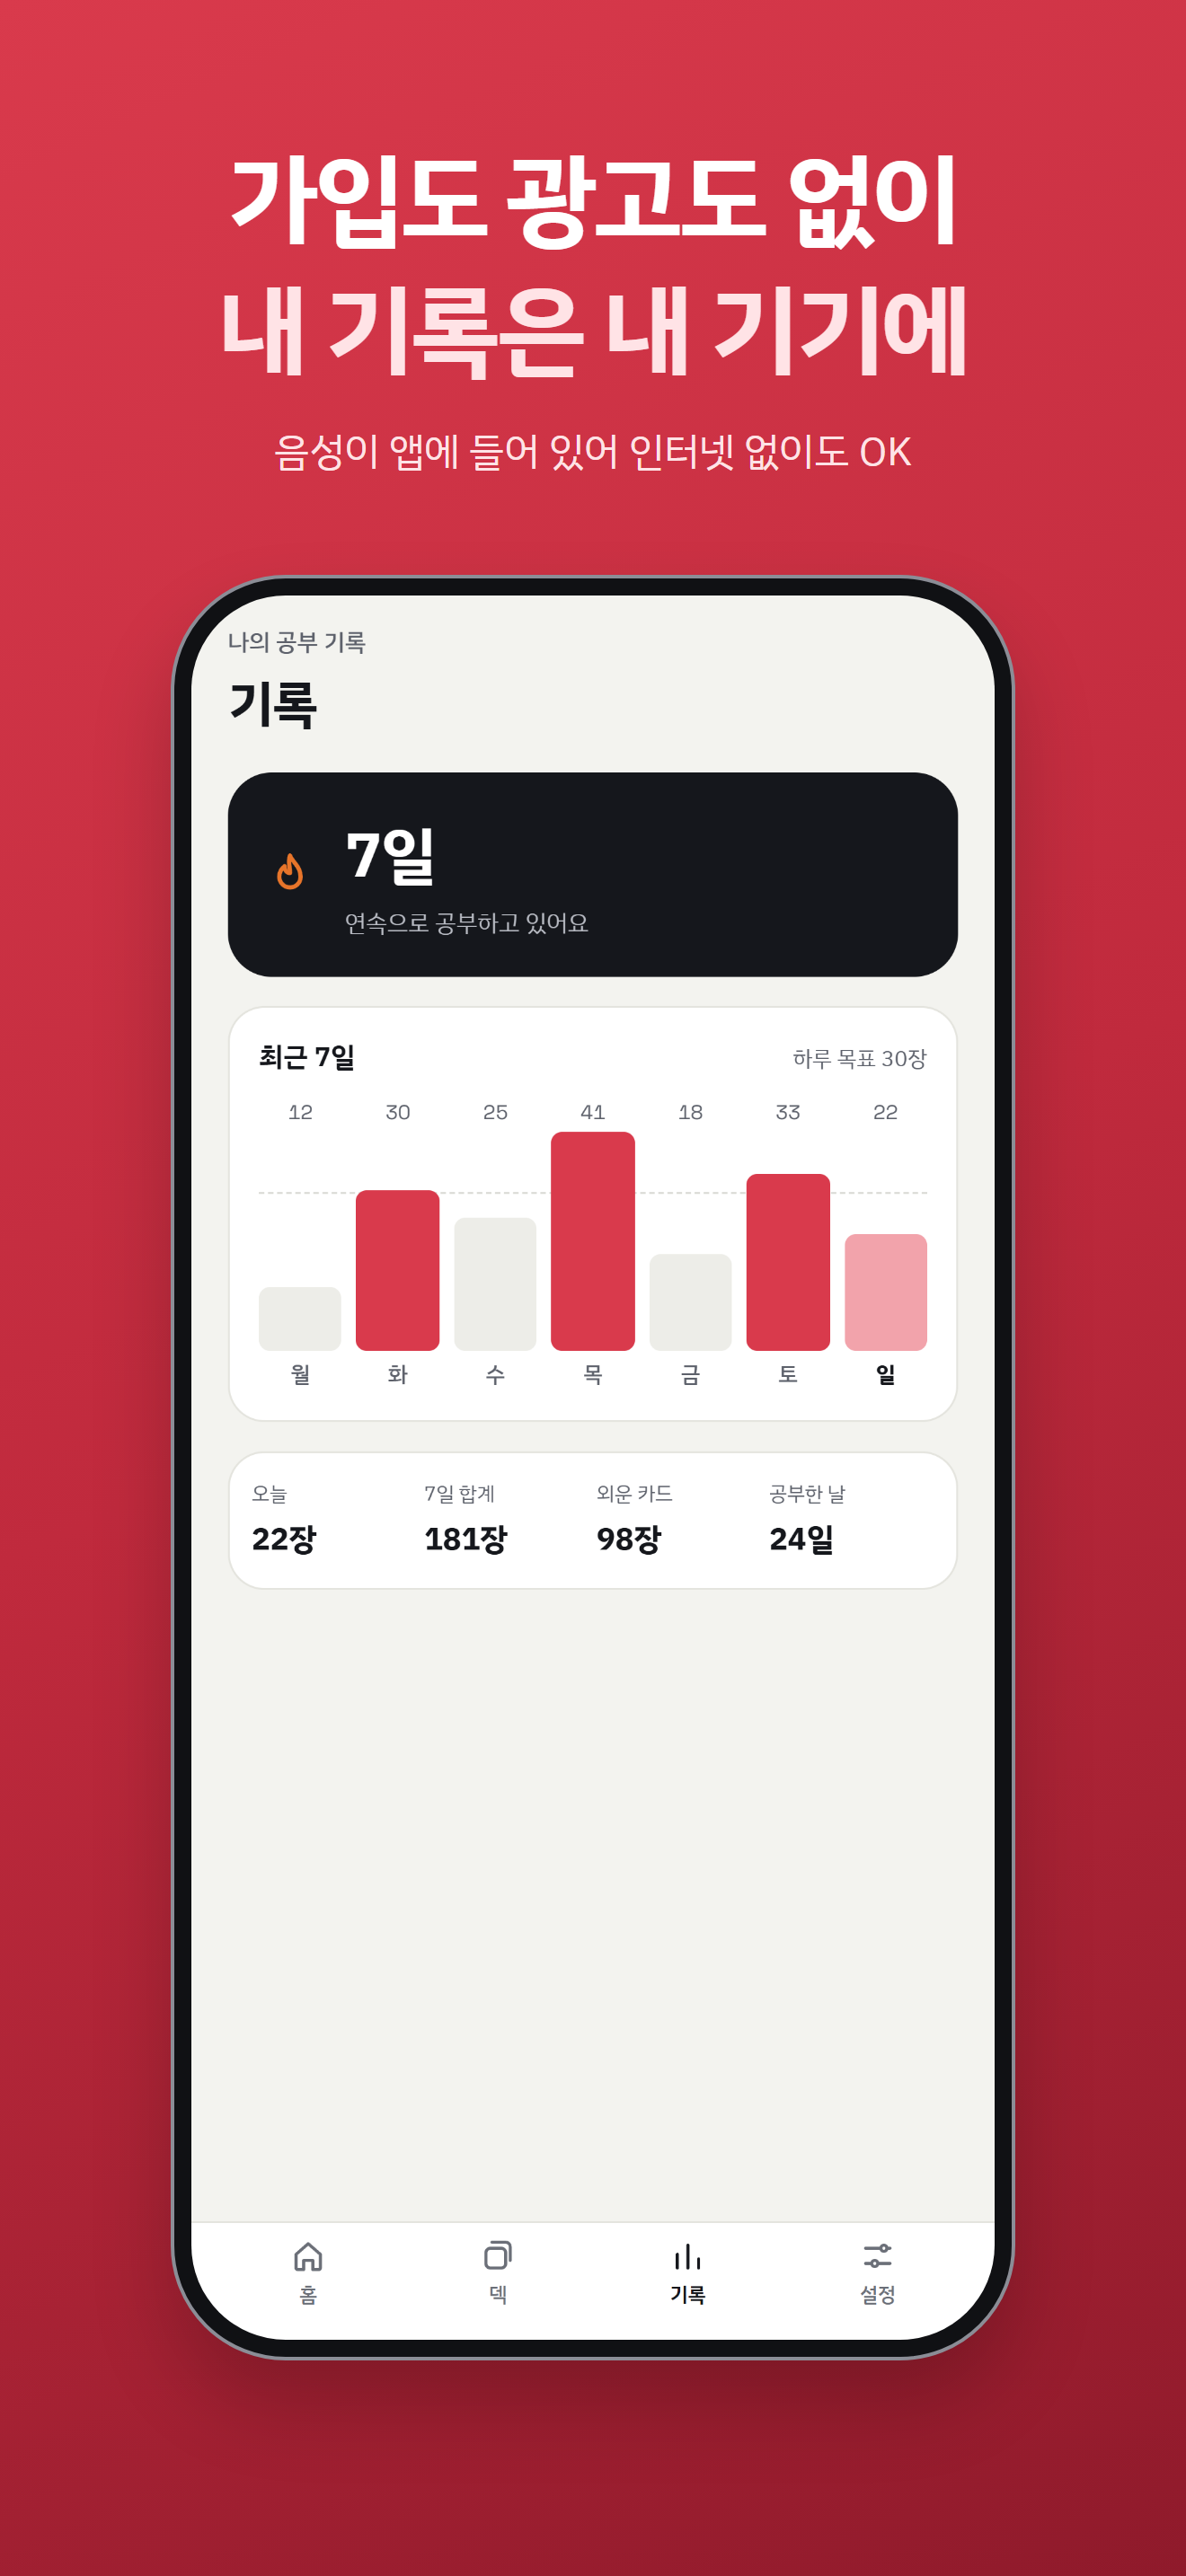 가입도 광고도 없이
내 기록은 내 기기에
음성이 앱에 들어 있어 인터넷 없이도 OK
나의 공부 기록
기록
7일
연속으로 공부하고 있어요
최근 7일 하루 목표 30장
12 30 25 41 18 33 22
월 화 수 목 금 토 일
오늘 7일 합계 외운 카드 공부한 날
22장 181장 98장 24일
홈 덱 기록 설정